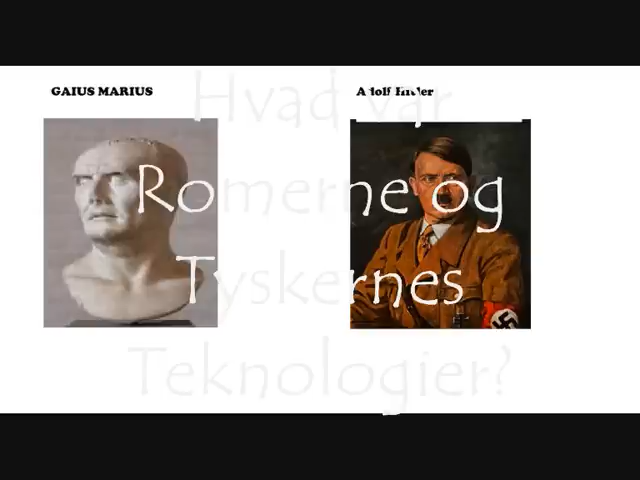 GAIUS MARIUS
Adolf Hitler
Hvad var
Romerne og
Tyskernes
Teknologier?